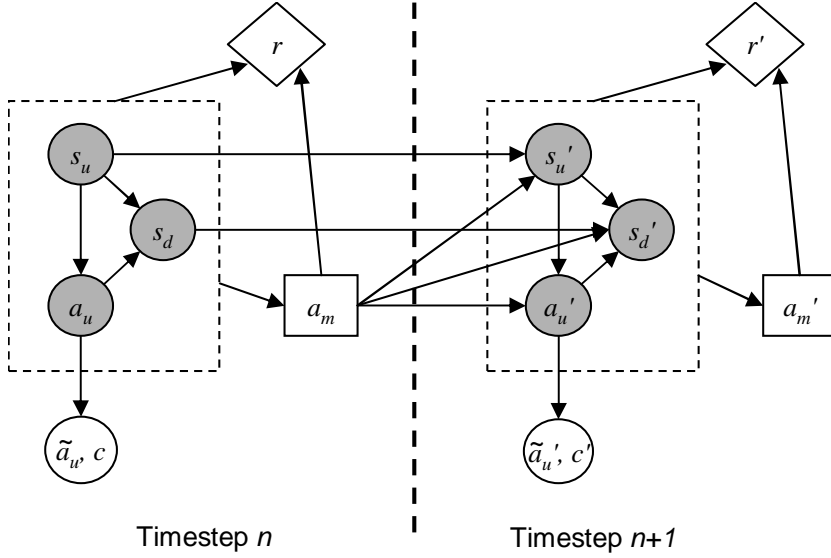 r r'
s_u s_u'
s_d s_d'
a_u a_m a_u' a_m'
ã_u, c ã_u', c'
Timestep n Timestep n+1